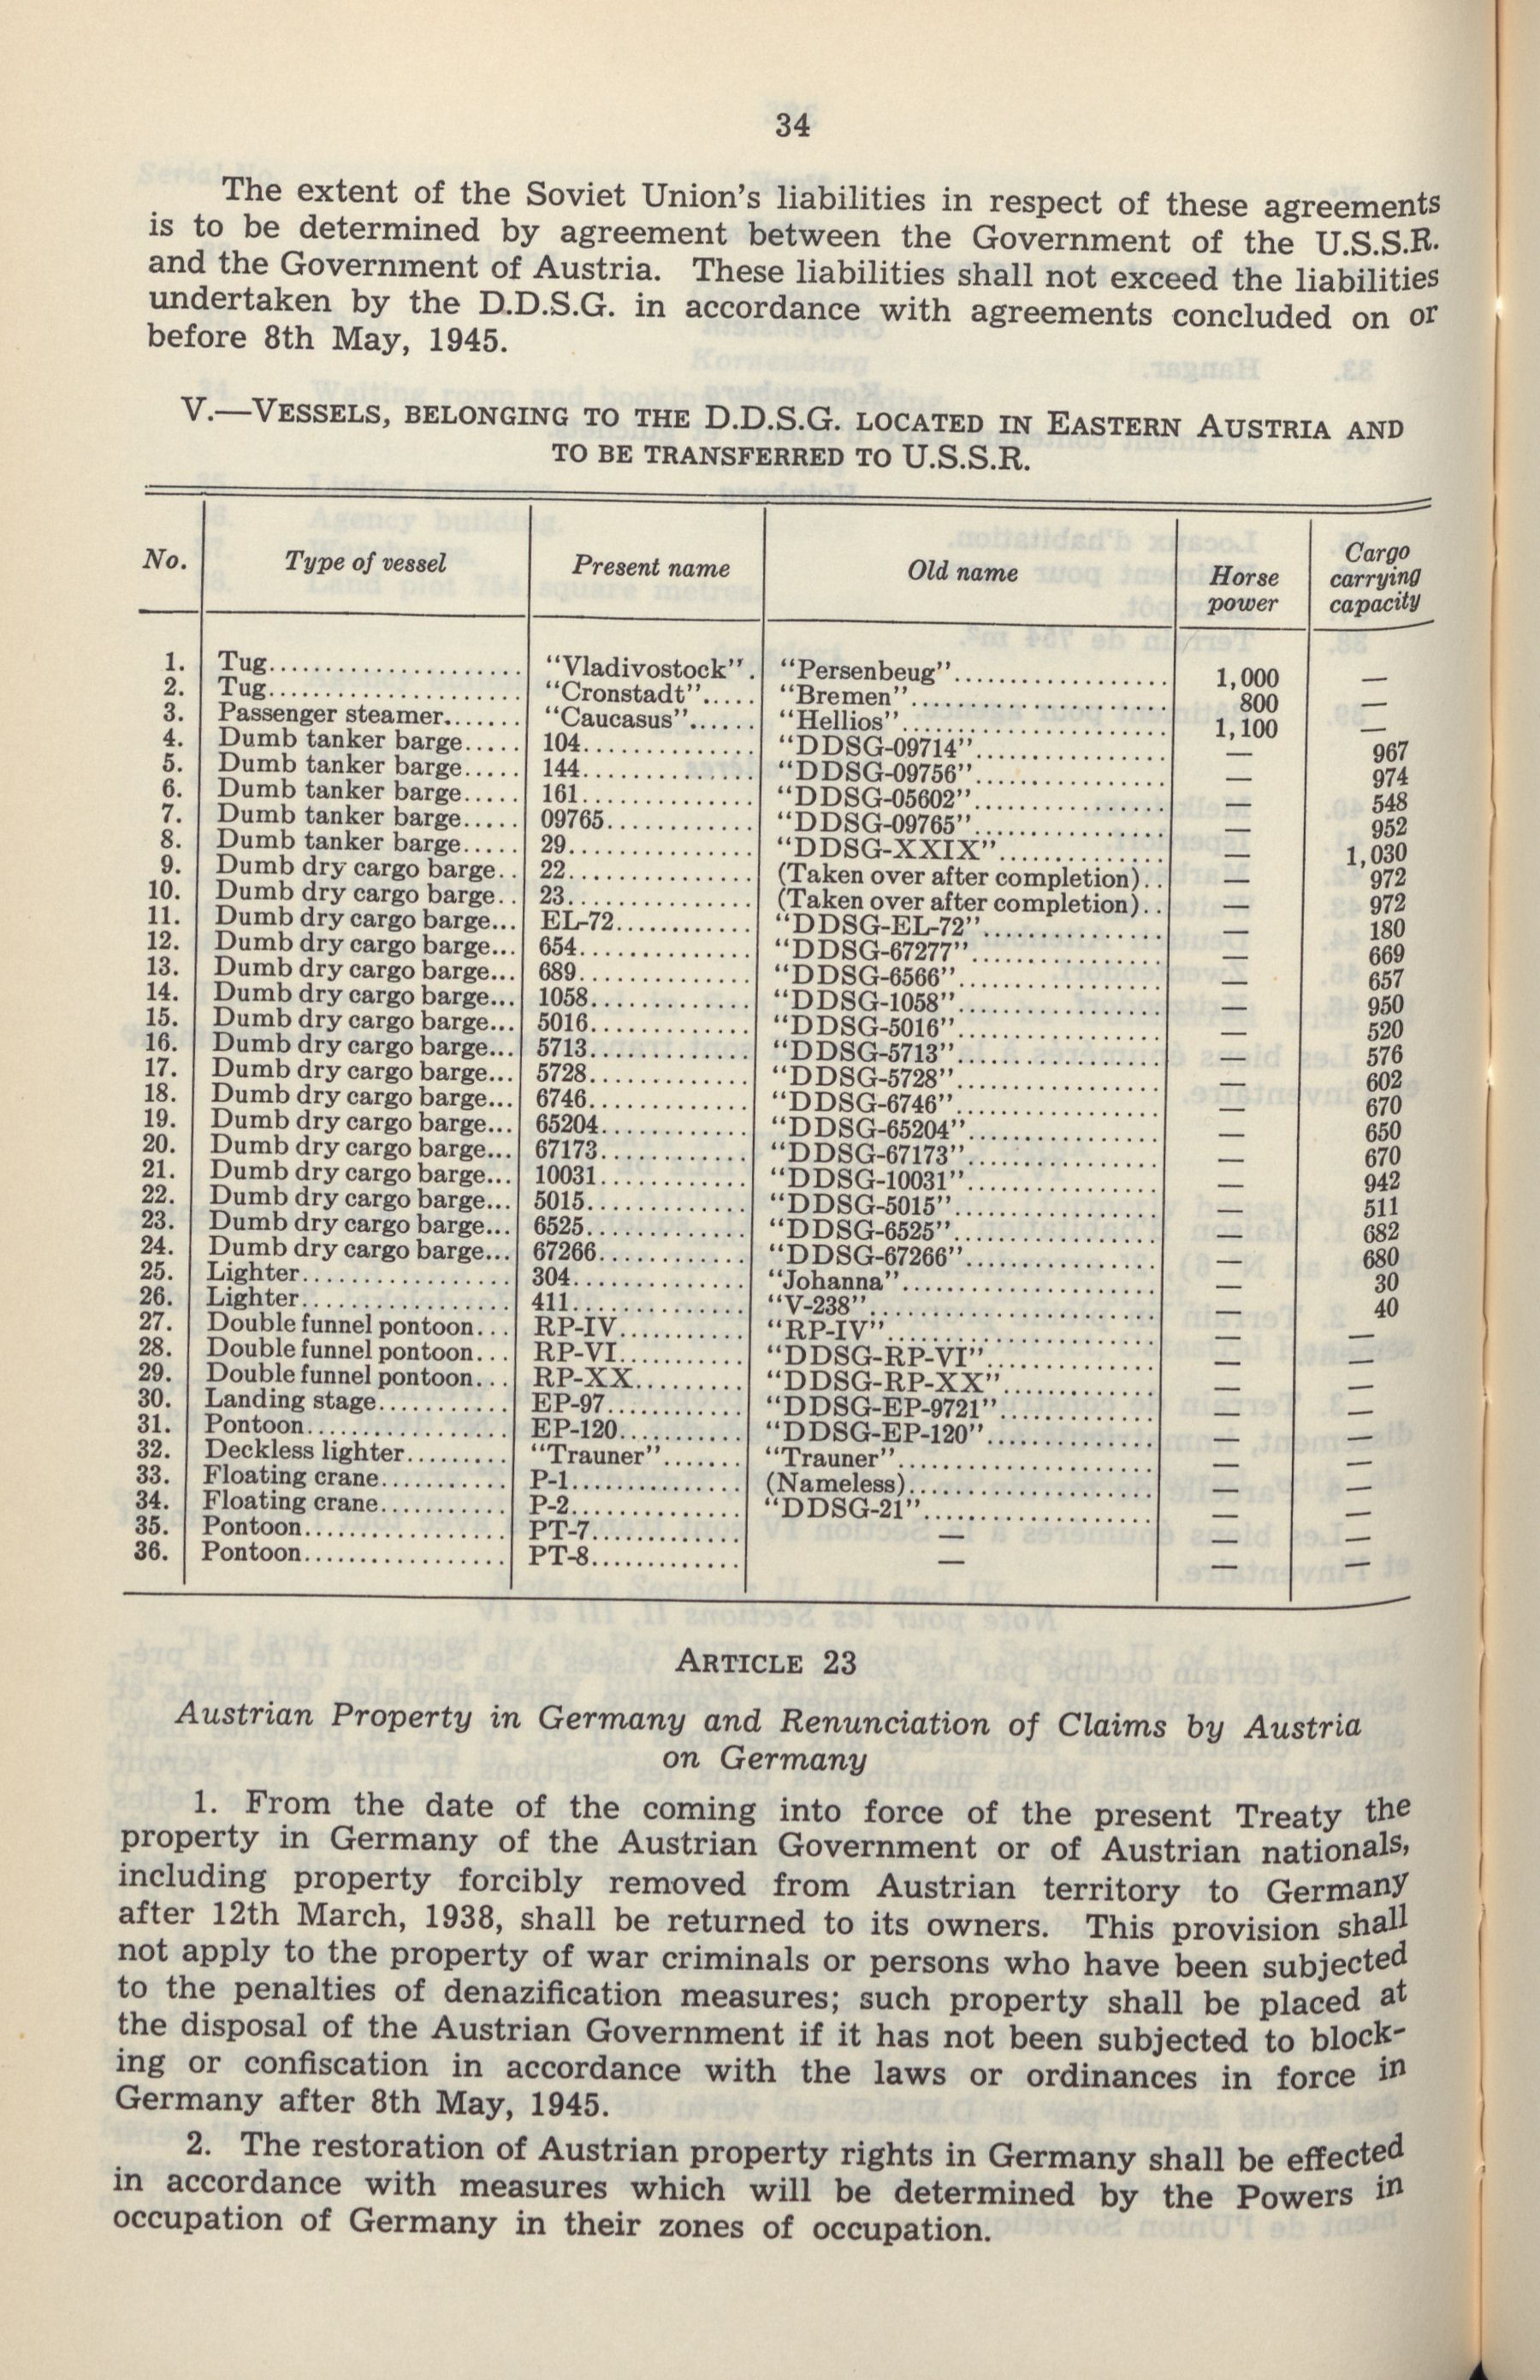 34
The extent of the Soviet Union's liabilities in respect of these agreements
is to be determined by agreement between the Government of the U.S.S.R.
and the Government of Austria. These liabilities shall not exceed the liabilities
undertaken by the D.D.S.G. in accordance with agreements concluded on or
before 8th May, 1945.
V.—VESSELS, BELONGING TO THE D.D.S.G. LOCATED IN EASTERN AUSTRIA AND
TO BE TRANSFERRED TO U.S.S.R.
No. Type of vessel Present name Old name Horse power Cargo carrying capacity
1. Tug..................... "Vladivostock". "Persenbeug"................. 1,000 —
2. Tug..................... "Cronstadt"..... "Bremen"..................... 800 —
3. Passenger steamer....... "Caucasus"...... "Hellios"..................... 1,100 —
4. Dumb tanker barge..... 104.............. "DDSG-09714"............... — 967
5. Dumb tanker barge..... 144.............. "DDSG-09756"............... — 974
6. Dumb tanker barge..... 161.............. "DDSG-05602"............... — 548
7. Dumb tanker barge..... 09765............ "DDSG-09765"............... — 952
8. Dumb tanker barge..... 29............... "DDSG-XXIX"............. — 1,030
9. Dumb dry cargo barge.. 22............... (Taken over after completion).. — 972
10. Dumb dry cargo barge.. 23............... (Taken over after completion).. — 972
11. Dumb dry cargo barge... EL-72............ "DDSG-EL-72"............... — 180
12. Dumb dry cargo barge... 654.............. "DDSG-67277"............... — 669
13. Dumb dry cargo barge... 689.............. "DDSG-6566"................ — 657
14. Dumb dry cargo barge... 1058............. "DDSG-1058"................ — 950
15. Dumb dry cargo barge... 5016............. "DDSG-5016"................ — 520
16. Dumb dry cargo barge... 5713............. "DDSG-5713"................ — 576
17. Dumb dry cargo barge... 5728............. "DDSG-5728"................ — 602
18. Dumb dry cargo barge... 6746............. "DDSG-6746"................ — 670
19. Dumb dry cargo barge... 65204............ "DDSG-65204"............... — 650
20. Dumb dry cargo barge... 67173............ "DDSG-67173"............... — 670
21. Dumb dry cargo barge... 10031............ "DDSG-10031"............... — 942
22. Dumb dry cargo barge... 5015............. "DDSG-5015"................ — 511
23. Dumb dry cargo barge... 6525............. "DDSG-6525"................ — 682
24. Dumb dry cargo barge... 67266............ "DDSG-67266"............... — 680
25. Lighter................. 304.............. "Johanna".................... — 30
26. Lighter................. 411.............. "V-238"....................... — 40
27. Double funnel pontoon... RP-IV........... "RP-IV"..................... — —
28. Double funnel pontoon... RP-VI........... "DDSG-RP-VI"............. — —
29. Double funnel pontoon... RP-XX......... "DDSG-RP-XX"............ — —
30. Landing stage........... EP-97........... "DDSG-EP-9721"............ — —
31. Pontoon................. EP-120.......... "DDSG-EP-120"............. — —
32. Deckless lighter......... "Trauner"....... "Trauner"..................... — —
33. Floating crane........... P-1............... (Nameless).................... — —
34. Floating crane........... P-2.............. "DDSG-21"................... — —
35. Pontoon................. PT-7............. — — —
36. Pontoon................. PT-8............. — — —
ARTICLE 23
Austrian Property in Germany and Renunciation of Claims by Austria
on Germany
1. From the date of the coming into force of the present Treaty the
property in Germany of the Austrian Government or of Austrian nationals,
including property forcibly removed from Austrian territory to Germany
after 12th March, 1938, shall be returned to its owners. This provision shall
not apply to the property of war criminals or persons who have been subjected
to the penalties of denazification measures; such property shall be placed at
the disposal of the Austrian Government if it has not been subjected to block-
ing or confiscation in accordance with the laws or ordinances in force in
Germany after 8th May, 1945.
2. The restoration of Austrian property rights in Germany shall be effected
in accordance with measures which will be determined by the Powers in
occupation of Germany in their zones of occupation.